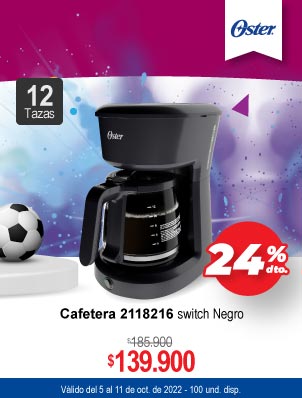 Oster
12
Tazas
Oster
24%
dto.
Cafetera 2118216 switch Negro
$185.900
$139.900
Válido del 5 al 11 de oct. de 2022 - 100 und. disp.